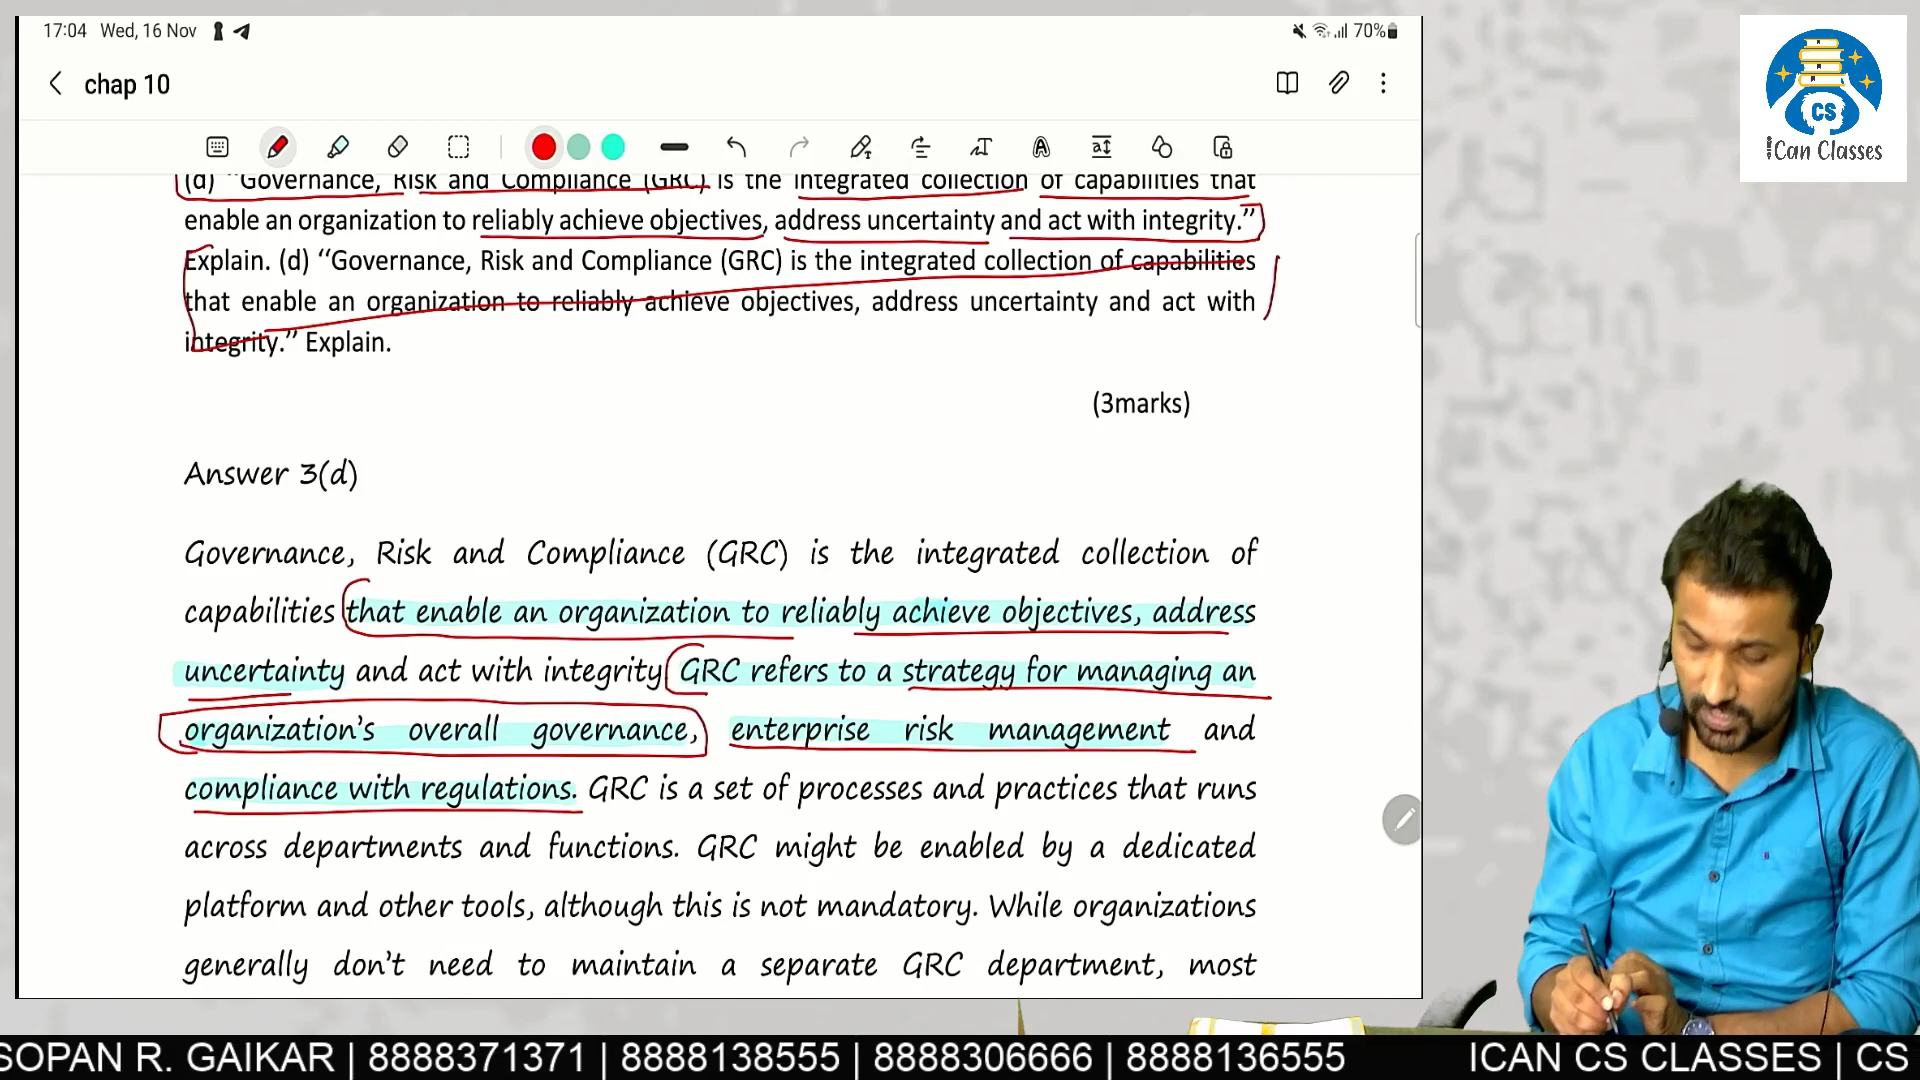 17:04 Wed, 16 Nov
70%
chap 10
(d) “Governance, Risk and Compliance (GRC) is the integrated collection of capabilities that
enable an organization to reliably achieve objectives, address uncertainty and act with integrity.”
Explain. (d) “Governance, Risk and Compliance (GRC) is the integrated collection of capabilities
that enable an organization to reliably achieve objectives, address uncertainty and act with
integrity.” Explain.
(3marks)
Answer 3(d)
Governance, Risk and Compliance (GRC) is the integrated collection of
capabilities that enable an organization to reliably achieve objectives, address
uncertainty and act with integrity GRC refers to a strategy for managing an
organization’s overall governance, enterprise risk management and
compliance with regulations. GRC is a set of processes and practices that runs
across departments and functions. GRC might be enabled by a dedicated
platform and other tools, although this is not mandatory. While organizations
generally don’t need to maintain a separate GRC department, most
CS
iCan Classes
SOPAN R. GAIKAR | 8888371371 | 8888138555 | 8888306666 | 8888136555 ICAN CS CLASSES | CS